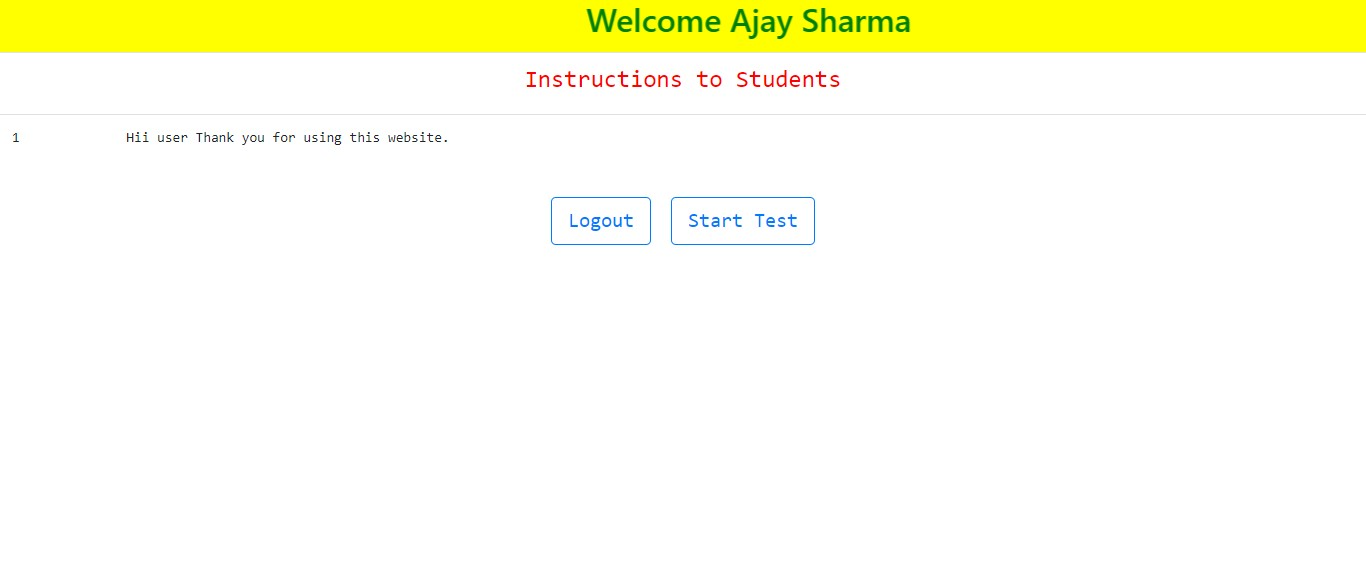 Welcome Ajay Sharma
Instructions to Students
1 Hii user Thank you for using this website.
Logout Start Test